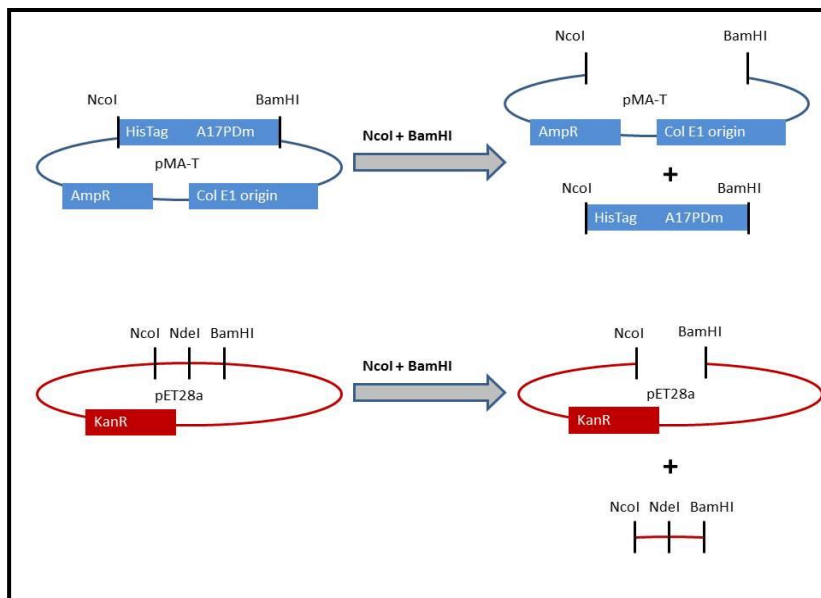 NcoI
BamHI
HisTag A17PDm
pMA-T
AmpR
Col E1 origin
NcoI + BamHI
NcoI
BamHI
pMA-T
AmpR
Col E1 origin
+
NcoI
BamHI
HisTag A17PDm
NcoI NdeI BamHI
pET28a
KanR
NcoI + BamHI
NcoI
BamHI
pET28a
KanR
+
NcoI NdeI BamHI